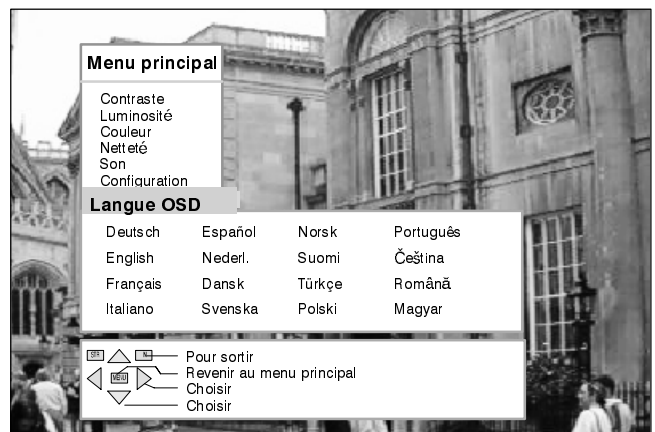 Menu principal
Contraste
Luminosité
Couleur
Netteté
Son
Configuration
Langue OSD
Deutsch Español Norsk Português
English Nederl. Suomi Čeština
Français Dansk Türkçe Română
Italiano Svenska Polski Magyar
Pour sortir
MENU Revenir au menu principal
Choisir
Choisir